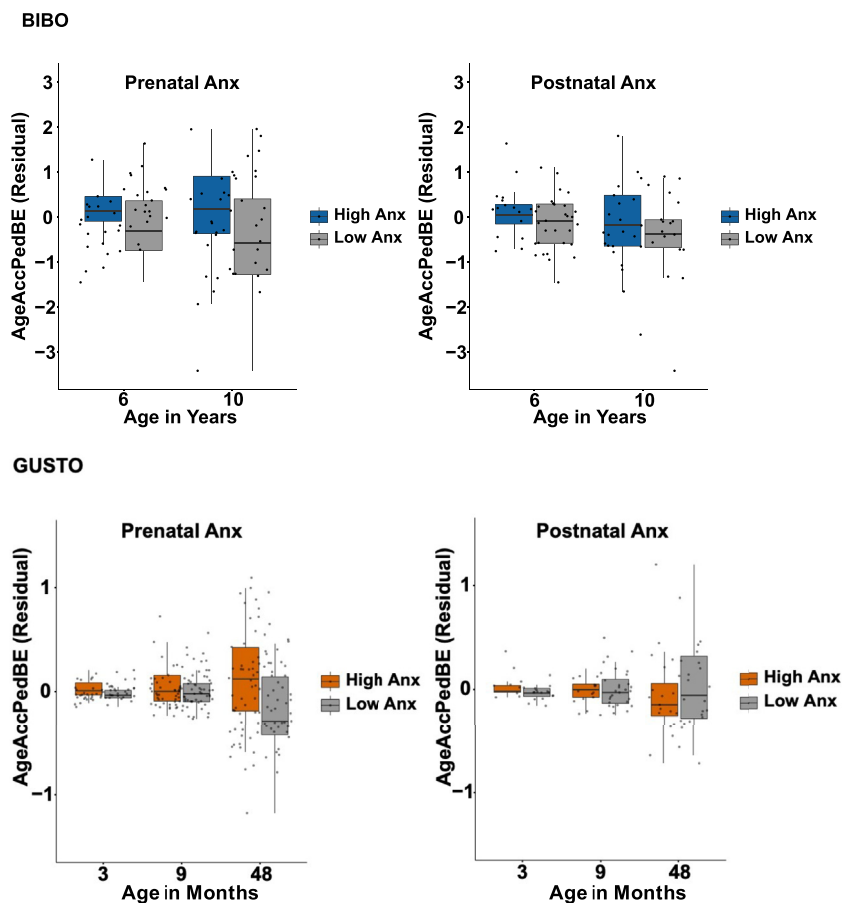 BIBO
Prenatal Anx
AgeAccPedBE (Residual)
3
2
1
0
−1
−2
−3
6
10
Age in Years
High Anx
Low Anx
Postnatal Anx
AgeAccPedBE (Residual)
3
2
1
0
−1
−2
−3
6
10
Age in Years
High Anx
Low Anx
GUSTO
Prenatal Anx
AgeAccPedBE (Residual)
1
0
−1
3
9
48
Age in Months
High Anx
Low Anx
Postnatal Anx
AgeAccPedBE (Residual)
1
0
−1
3
9
48
Age in Months
High Anx
Low Anx